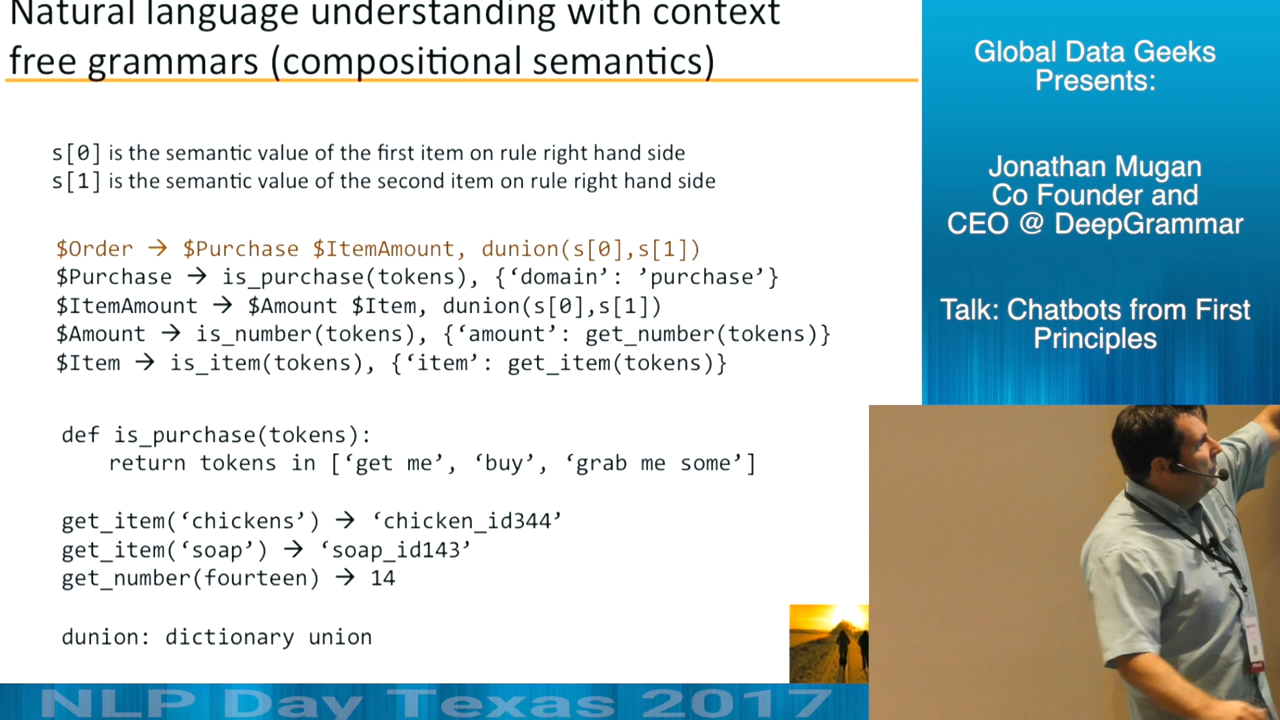 Natural language understanding with context
free grammars (compositional semantics)
s[0] is the semantic value of the first item on rule right hand side
s[1] is the semantic value of the second item on rule right hand side
$Order → $Purchase $ItemAmount, dunion(s[0],s[1])
$Purchase → is_purchase(tokens), {‘domain’: ’purchase’}
$ItemAmount → $Amount $Item, dunion(s[0],s[1])
$Amount → is_number(tokens), {‘amount’: get_number(tokens)}
$Item → is_item(tokens), {‘item’: get_item(tokens)}
def is_purchase(tokens):
return tokens in [‘get me’, ‘buy’, ‘grab me some’]
get_item(‘chickens’) → ‘chicken_id344’
get_item(‘soap’) → ‘soap_id143’
get_number(fourteen) → 14
dunion: dictionary union
NLP Day Texas 2017
Global Data Geeks
Presents:
Jonathan Mugan
Co Founder and
CEO @ DeepGrammar
Talk: Chatbots from First
Principles